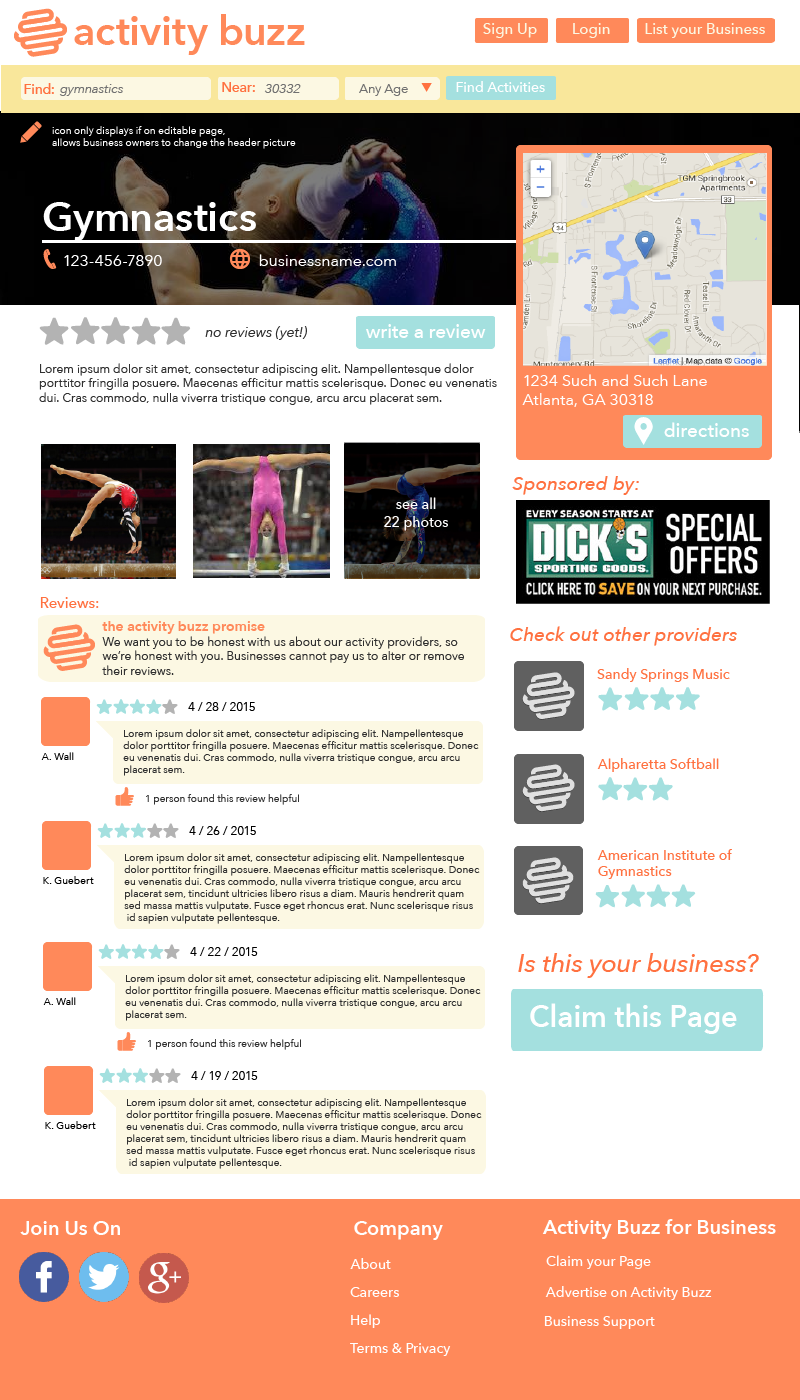 activity buzz
Sign Up
Login
List your Business
Find: gymnastics
Near: 30332
Any Age
Find Activities
icon only displays if on editable page,
allows business owners to change the header picture
Gymnastics
123-456-7890
businessname.com
+
−
S Frontenac
TGM Springbrook
Apartments
33
34
Village Gre
S Frontenac St
Meadowridge Dr
Tessel Ln
Red Clover Dr
Amaranth Dr
Shoreline Dr
Camden Ln
Montgomery Rd
Leaflet | Map data © Google
1234 Such and Such Lane
Atlanta, GA 30318
directions
no reviews (yet!)
write a review
Lorem ipsum dolor sit amet, consectetur adipiscing elit. Nampellentesque dolor
porttitor fringilla posuere. Maecenas efficitur mattis scelerisque. Donec eu venenatis
dui. Cras commodo, nulla viverra tristique congue, arcu arcu placerat sem.
see all
22 photos
Sponsored by:
EVERY SEASON STARTS AT
DICK'S
SPORTING GOODS.
SPECIAL
OFFERS
CLICK HERE TO SAVE ON YOUR NEXT PURCHASE.
Reviews:
the activity buzz promise
We want you to be honest with us about our activity providers, so
we're honest with you. Businesses cannot pay us to alter or remove
their reviews.
4 / 28 / 2015
A. Wall
Lorem ipsum dolor sit amet, consectetur adipiscing elit. Nampellentesque
dolor porttitor fringilla posuere. Maecenas efficitur mattis scelerisque. Donec
eu venenatis dui. Cras commodo, nulla viverra tristique congue, arcu arcu
placerat sem.
1 person found this review helpful
4 / 26 / 2015
K. Guebert
Lorem ipsum dolor sit amet, consectetur adipiscing elit. Nampellentesque
dolor porttitor fringilla posuere. Maecenas efficitur mattis scelerisque. Donec
eu venenatis dui. Cras commodo, nulla viverra tristique congue, arcu arcu
placerat sem, tincidunt ultricies libero risus a diam. Mauris hendrerit quam
sed massa mattis vulputate. Fusce eget rhoncus erat. Nunc scelerisque risus
id sapien vulputate pellentesque.
4 / 22 / 2015
A. Wall
Lorem ipsum dolor sit amet, consectetur adipiscing elit. Nampellentesque
dolor porttitor fringilla posuere. Maecenas efficitur mattis scelerisque. Donec
eu venenatis dui. Cras commodo, nulla viverra tristique congue, arcu arcu
placerat sem.
1 person found this review helpful
4 / 19 / 2015
K. Guebert
Lorem ipsum dolor sit amet, consectetur adipiscing elit. Nampellentesque
dolor porttitor fringilla posuere. Maecenas efficitur mattis scelerisque. Donec
eu venenatis dui. Cras commodo, nulla viverra tristique congue, arcu arcu
placerat sem, tincidunt ultricies libero risus a diam. Mauris hendrerit quam
sed massa mattis vulputate. Fusce eget rhoncus erat. Nunc scelerisque risus
id sapien vulputate pellentesque.
Check out other providers
Sandy Springs Music
Alpharetta Softball
American Institute of
Gymnastics
Is this your business?
Claim this Page
Join Us On
f
g+
Company
About
Careers
Help
Terms & Privacy
Activity Buzz for Business
Claim your Page
Advertise on Activity Buzz
Business Support